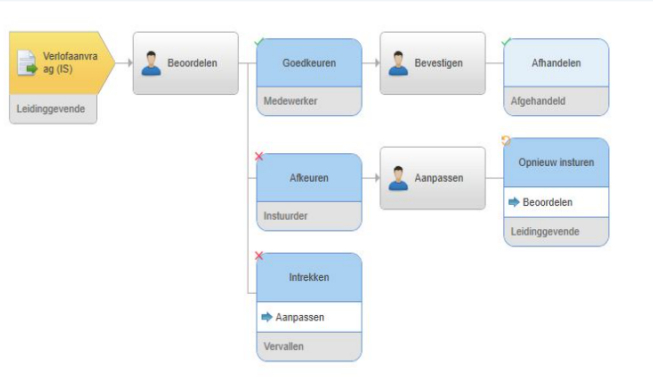 Verlofaanvra
ag (IS)
Leidinggevende
Beoordelen
Goedkeuren
Medewerker
Bevestigen
Afhandelen
Afgehandeld
Afkeuren
Instuurder
Aanpassen
Opnieuw insturen
Beoordelen
Leidinggevende
Intrekken
Aanpassen
Vervallen